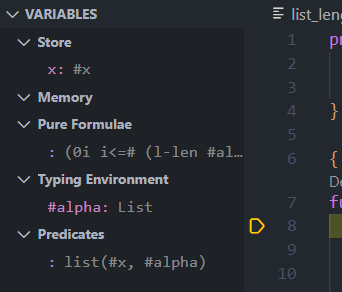 VARIABLES
Store
x: #x
Memory
Pure Formulae
: (0i i<=# (l-len #al…
Typing Environment
#alpha: List
Predicates
: list(#x, #alpha)
list_len
1 pr
2
3
4 }
5
6 {
De
7 fu
8
9
10